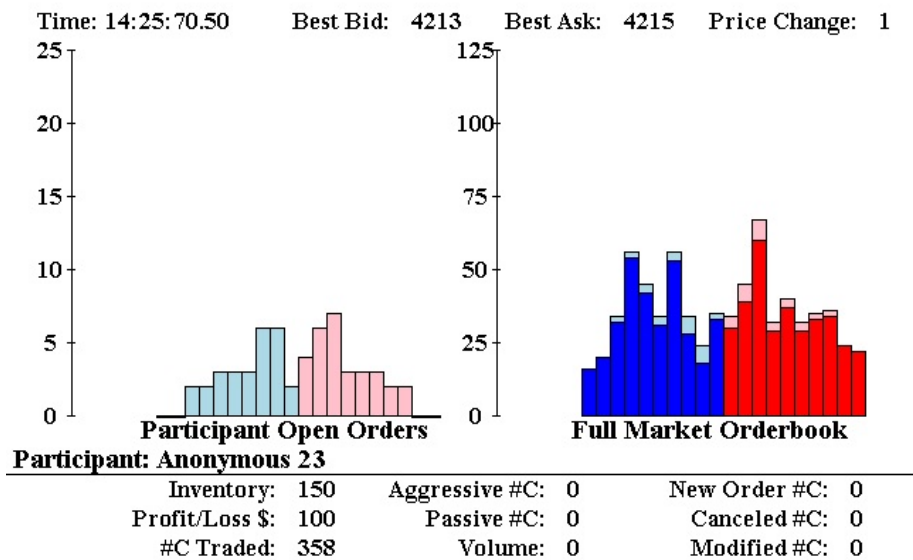 Time: 14:25:70.50 Best Bid: 4213 Best Ask: 4215 Price Change: 1
25 125
20 100
75
15
10 50
5 25
0 0
Participant Open Orders Full Market Orderbook
Participant: Anonymous 23
Inventory: 150 Aggressive #C: 0 New Order #C: 0
Profit/Loss $: 100 Passive #C: 0 Canceled #C: 0
#C Traded: 358 Volume: 0 Modified #C: 0